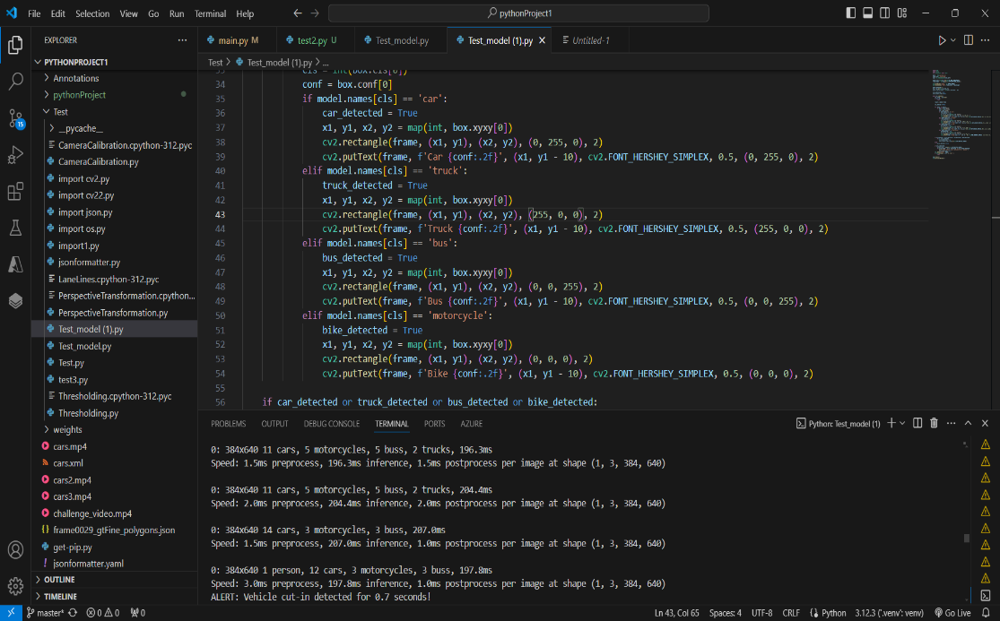 File Edit Selection View Go Run Terminal Help
pythonProject1
EXPLORER
PYTHONPROJECT1
Annotations
pythonProject
Test
__pycache__
CameraCalibration.cpython-312.pyc
CameraCalibration.py
import cv2.py
import cv22.py
import json.py
import os.py
import1.py
jsonformatter.py
LaneLines.cpython-312.pyc
PerspectiveTransformation.cpython...
PerspectiveTransformation.py
Test_model (1).py
Test_model.py
Test.py
test3.py
Thresholding.cpython-312.pyc
Thresholding.py
weights
cars.mp4
cars.xml
cars2.mp4
cars3.mp4
challenge_video.mp4
frame0029_gtFine_polygons.json
get-pip.py
jsonformatter.yaml
OUTLINE
TIMELINE
15
main.py M
test2.py U
Test_model.py
Test_model (1).py
Untitled-1
Test > Test_model (1).py > ...
33 cls = int(box.cls[0])
34 conf = box.conf[0]
35 if model.names[cls] == 'car':
36 car_detected = True
37 x1, y1, x2, y2 = map(int, box.xyxy[0])
38 cv2.rectangle(frame, (x1, y1), (x2, y2), (0, 255, 0), 2)
39 cv2.putText(frame, f'Car {conf:.2f}', (x1, y1 - 10), cv2.FONT_HERSHEY_SIMPLEX, 0.5, (0, 255, 0), 2)
40 elif model.names[cls] == 'truck':
41 truck_detected = True
42 x1, y1, x2, y2 = map(int, box.xyxy[0])
43 cv2.rectangle(frame, (x1, y1), (x2, y2), (255, 0, 0), 2)
44 cv2.putText(frame, f'Truck {conf:.2f}', (x1, y1 - 10), cv2.FONT_HERSHEY_SIMPLEX, 0.5, (255, 0, 0), 2)
45 elif model.names[cls] == 'bus':
46 bus_detected = True
47 x1, y1, x2, y2 = map(int, box.xyxy[0])
48 cv2.rectangle(frame, (x1, y1), (x2, y2), (0, 0, 255), 2)
49 cv2.putText(frame, f'Bus {conf:.2f}', (x1, y1 - 10), cv2.FONT_HERSHEY_SIMPLEX, 0.5, (0, 0, 255), 2)
50 elif model.names[cls] == 'motorcycle':
51 bike_detected = True
52 x1, y1, x2, y2 = map(int, box.xyxy[0])
53 cv2.rectangle(frame, (x1, y1), (x2, y2), (0, 0, 0), 2)
54 cv2.putText(frame, f'Bike {conf:.2f}', (x1, y1 - 10), cv2.FONT_HERSHEY_SIMPLEX, 0.5, (0, 0, 0), 2)
55
56 if car_detected or truck_detected or bus_detected or bike_detected:
PROBLEMS OUTPUT DEBUG CONSOLE TERMINAL PORTS AZURE
Python: Test_model (1)
0: 384x640 11 cars, 5 motorcycles, 5 buss, 2 trucks, 196.3ms
Speed: 1.5ms preprocess, 196.3ms inference, 1.5ms postprocess per image at shape (1, 3, 384, 640)
0: 384x640 11 cars, 5 motorcycles, 5 buss, 2 trucks, 204.4ms
Speed: 2.0ms preprocess, 204.4ms inference, 2.0ms postprocess per image at shape (1, 3, 384, 640)
0: 384x640 14 cars, 3 motorcycles, 3 buss, 207.0ms
Speed: 1.5ms preprocess, 207.0ms inference, 1.0ms postprocess per image at shape (1, 3, 384, 640)
0: 384x640 1 person, 12 cars, 3 motorcycles, 3 buss, 197.8ms
Speed: 3.0ms preprocess, 197.8ms inference, 1.0ms postprocess per image at shape (1, 3, 384, 640)
ALERT: Vehicle cut-in detected for 0.7 seconds!
master* 0 0 0 Ln 43, Col 65 Spaces: 4 UTF-8 CRLF Python 3.12.3 ('.venv': venv) Go Live